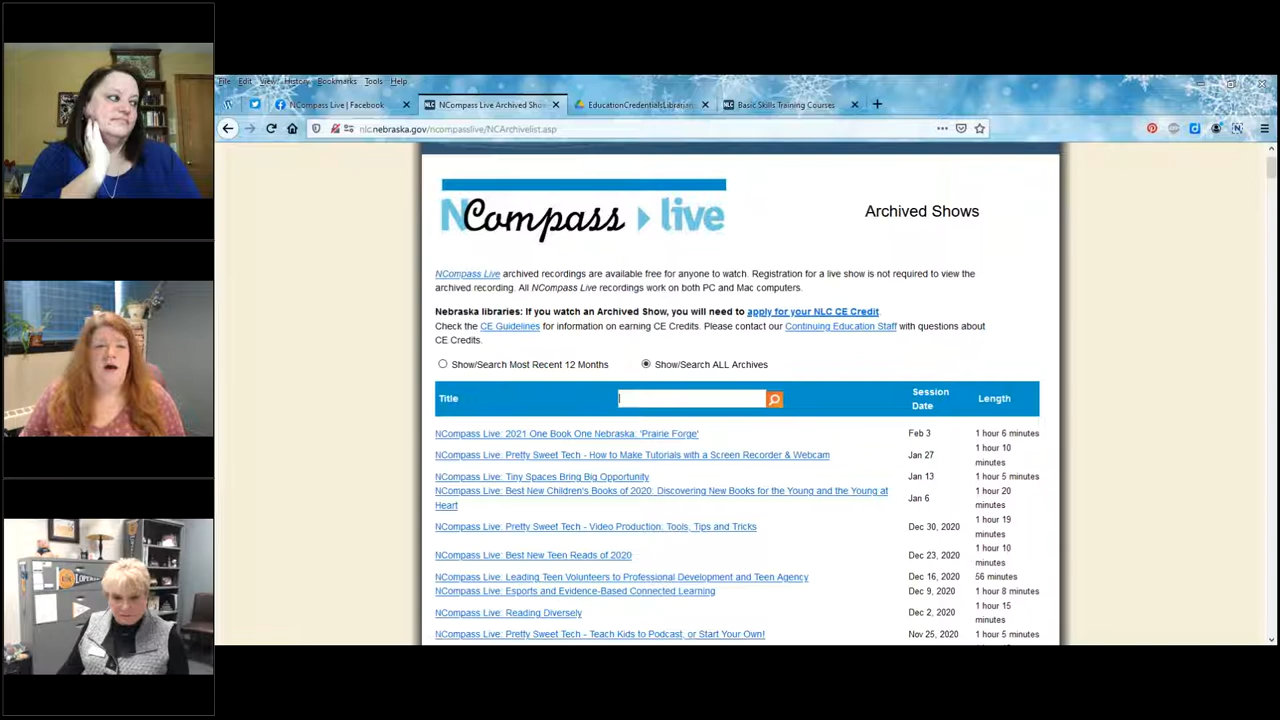 File Edit View History Bookmarks Tools Help
NCompass Live | Facebook
NLC NCompass Live Archived Sho
EducationCredentialsLibrarian
NLC Basic Skills Training Courses
nlc.nebraska.gov/ncompasslive/NCArchivelist.asp
NCompass live
Archived Shows
NCompass Live archived recordings are available free for anyone to watch. Registration for a live show is not required to view the
archived recording. All NCompass Live recordings work on both PC and Mac computers.
Nebraska libraries: If you watch an Archived Show, you will need to apply for your NLC CE Credit.
Check the CE Guidelines for information on earning CE Credits. Please contact our Continuing Education Staff with questions about
CE Credits.
Show/Search Most Recent 12 Months Show/Search ALL Archives
Title Session Date Length
NCompass Live: 2021 One Book One Nebraska: 'Prairie Forge' Feb 3 1 hour 6 minutes
NCompass Live: Pretty Sweet Tech - How to Make Tutorials with a Screen Recorder & Webcam Jan 27 1 hour 10 minutes
NCompass Live: Tiny Spaces Bring Big Opportunity Jan 13 1 hour 5 minutes
NCompass Live: Best New Children's Books of 2020: Discovering New Books for the Young and the Young at
Heart Jan 6 1 hour 20 minutes
NCompass Live: Pretty Sweet Tech - Video Production: Tools, Tips and Tricks Dec 30, 2020 1 hour 19 minutes
NCompass Live: Best New Teen Reads of 2020 Dec 23, 2020 1 hour 10 minutes
NCompass Live: Leading Teen Volunteers to Professional Development and Teen Agency Dec 16, 2020 56 minutes
NCompass Live: Esports and Evidence-Based Connected Learning Dec 9, 2020 1 hour 8 minutes
NCompass Live: Reading Diversely Dec 2, 2020 1 hour 15 minutes
NCompass Live: Pretty Sweet Tech - Teach Kids to Podcast, or Start Your Own! Nov 25, 2020 1 hour 5 minutes